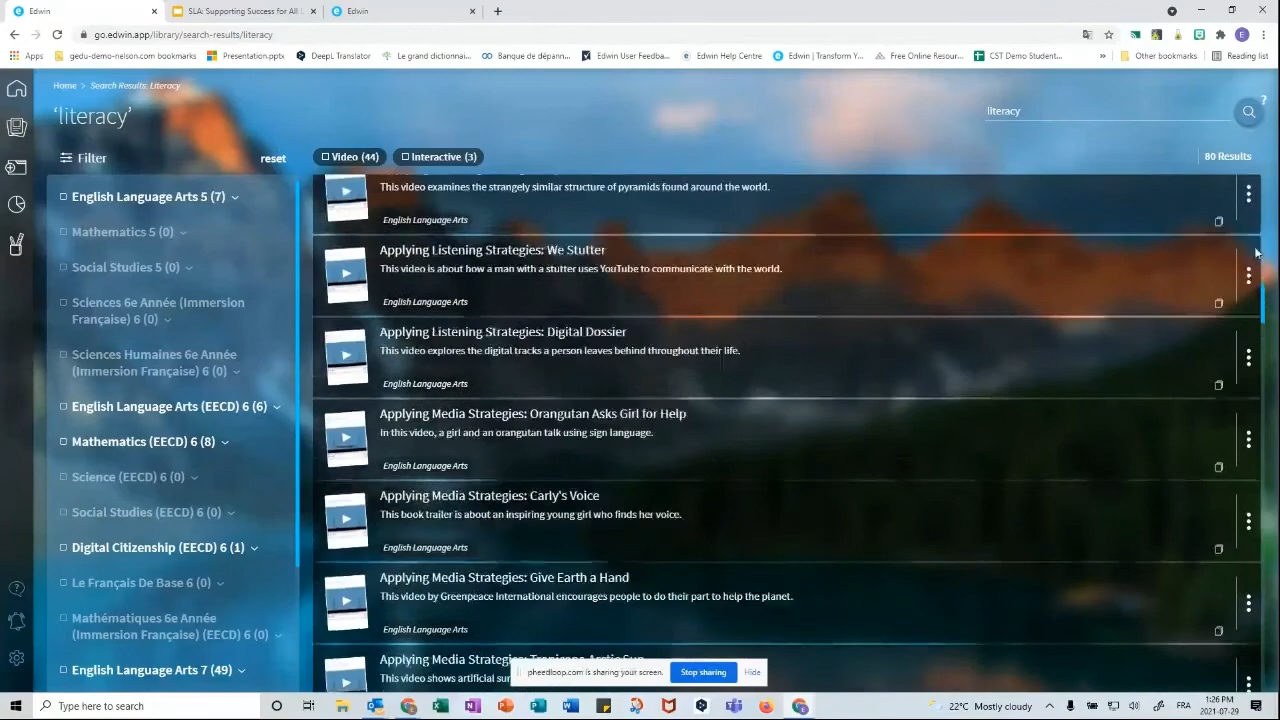 Edwin
SLA: Supporting Success for All
Edwin
go.edwin.app/library/search-results/literacy
Apps
gedu-demo-nelson.com bookmarks
Presentation.pptx
DeepL Translator
Le grand dictionnaire...
Banque de dépann...
Edwin User Feedba...
Edwin Help Centre
Edwin | Transform Y...
Free Online Resour...
CST Demo Student...
»
Other bookmarks
Reading list
Home > Search Results: Literacy
'literacy'
literacy
?
Filter
reset
Video (44)
Interactive (3)
80 Results
English Language Arts 5 (7)
Mathematics 5 (0)
Social Studies 5 (0)
Sciences 6e Année (Immersion
Française) 6 (0)
Sciences Humaines 6e Année
(Immersion Française) 6 (0)
English Language Arts (EECD) 6 (6)
Mathematics (EECD) 6 (8)
Science (EECD) 6 (0)
Social Studies (EECD) 6 (0)
Digital Citizenship (EECD) 6 (1)
Le Français De Base 6 (0)
Mathématiques 6e Année
(Immersion Française) (EECD) 6 (0)
English Language Arts 7 (49)
This video examines the strangely similar structure of pyramids found around the world.
English Language Arts
Applying Listening Strategies: We Stutter
This video is about how a man with a stutter uses YouTube to communicate with the world.
English Language Arts
Applying Listening Strategies: Digital Dossier
This video explores the digital tracks a person leaves behind throughout their life.
English Language Arts
Applying Media Strategies: Orangutan Asks Girl for Help
In this video, a girl and an orangutan talk using sign language.
English Language Arts
Applying Media Strategies: Carly's Voice
This book trailer is about an inspiring young girl who finds her voice.
English Language Arts
Applying Media Strategies: Give Earth a Hand
This video by Greenpeace International encourages people to do their part to help the planet.
English Language Arts
Applying Media Strategies:
This video shows artificial
pheedloop.com is sharing your screen.
Stop sharing
Hide
Type here to search
22°C Mostly cloudy
FRA
1:26 PM
2021-07-29